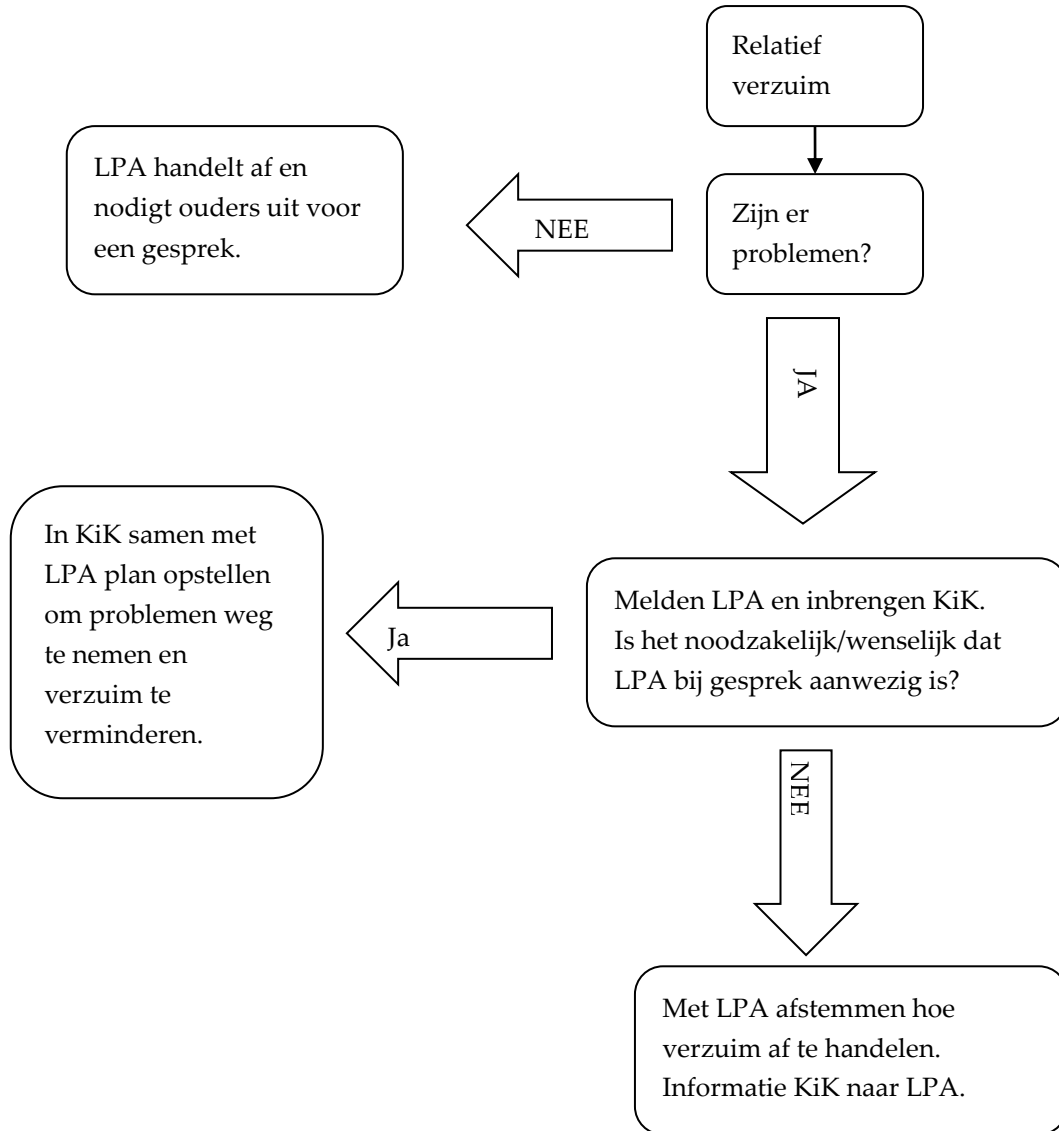 Relatief
verzuim
Zijn er
problemen?
NEE
LPA handelt af en
nodigt ouders uit voor
een gesprek.
JA
Melden LPA en inbrengen KiK.
Is het noodzakelijk/wenselijk dat
LPA bij gesprek aanwezig is?
Ja
In KiK samen met
LPA plan opstellen
om problemen weg
te nemen en
verzuim te
verminderen.
NEE
Met LPA afstemmen hoe
verzuim af te handelen.
Informatie KiK naar LPA.